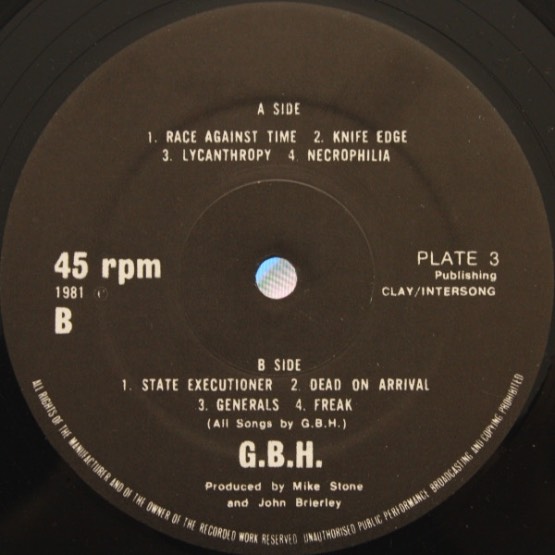 A SIDE
1. RACE AGAINST TIME 2. KNIFE EDGE
3. LYCANTHROPY 4. NECROPHILIA
45 rpm
1981 ℗
B
PLATE 3
Publishing
CLAY/INTERSONG
B SIDE
1. STATE EXECUTIONER 2. DEAD ON ARRIVAL
3. GENERALS 4. FREAK
(All Songs by G.B.H.)
G.B.H.
Produced by Mike Stone
and John Brierley
ALL RIGHTS OF THE MANUFACTURER AND OF THE OWNER OF THE RECORDED WORK RESERVED. UNAUTHORISED PUBLIC PERFORMANCE BROADCASTING AND COPYING PROHIBITED